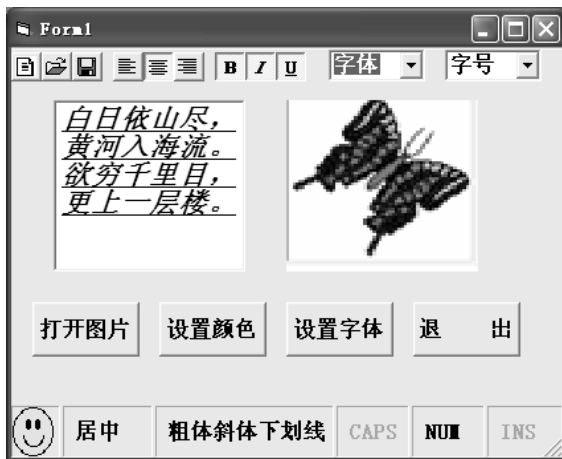 Form1
B I U 字体 字号
白日依山尽，
黄河入海流。
欲穷千里目，
更上一层楼。
打开图片 设置颜色 设置字体 退 出
居中 粗体斜体下划线 CAPS NUM INS